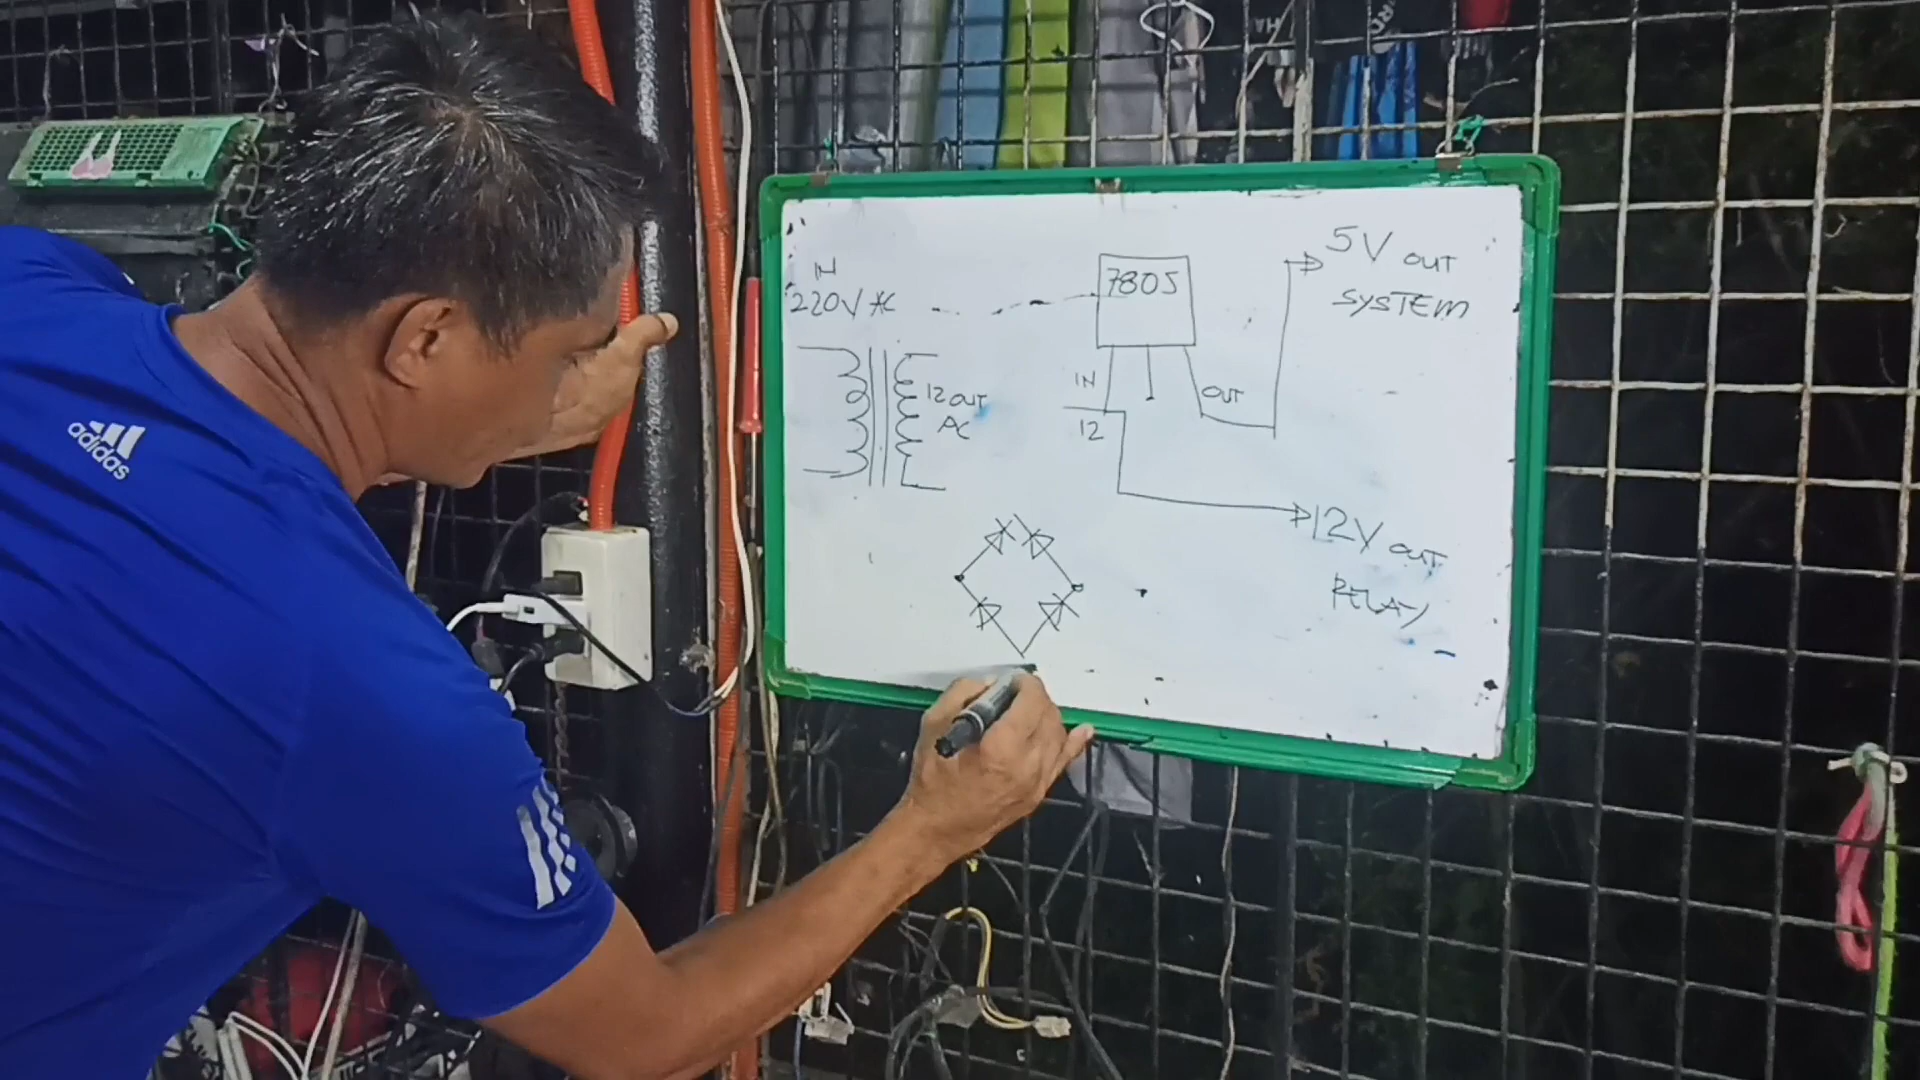 adidas
IN
220V AC
12 OUT
AC
7805
IN
12
OUT
5V OUT
SYSTEM
12V OUT
RELAY